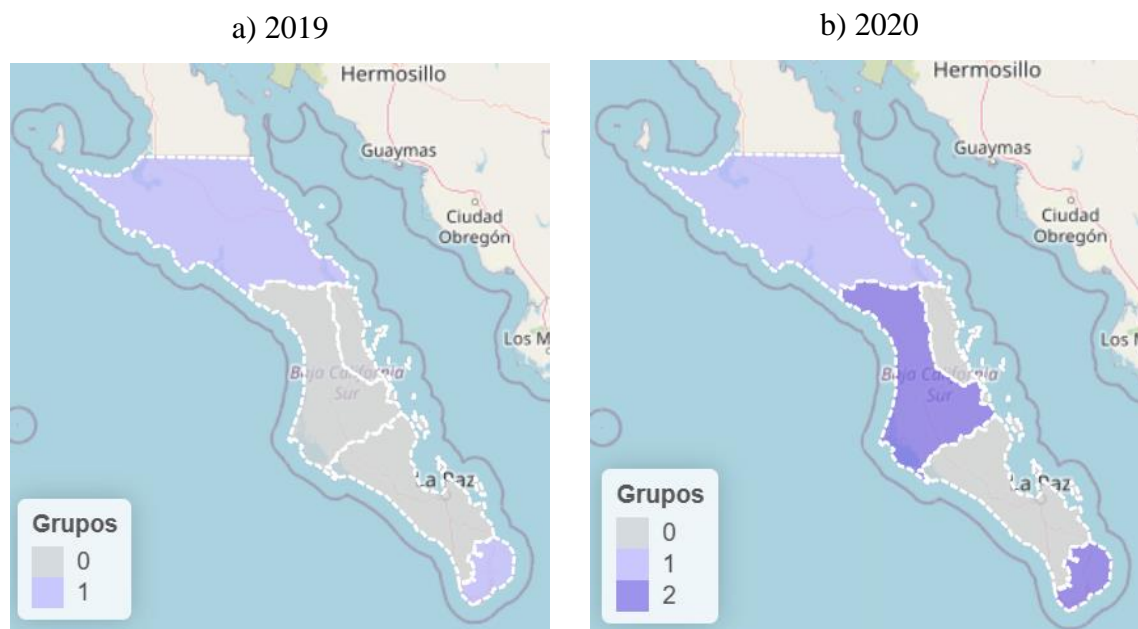 a) 2019
Hermosillo
Guaymas
Ciudad
Obregón
Los M
Baja California
Sur
La Paz
Grupos
0
1
b) 2020
Hermosillo
Guaymas
Ciudad
Obregón
Los M
Baja California
Sur
La Paz
Grupos
0
1
2